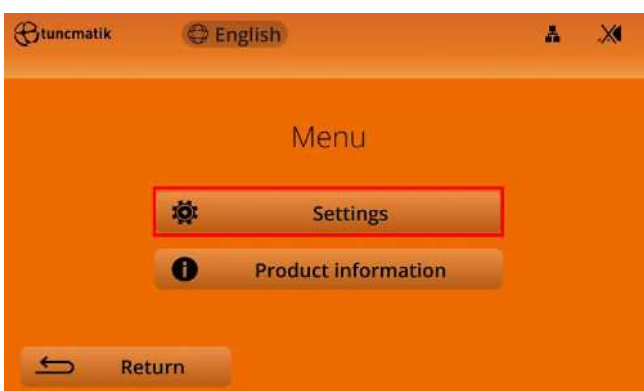 tuncmatik English
Menu
Settings
Product information
Return